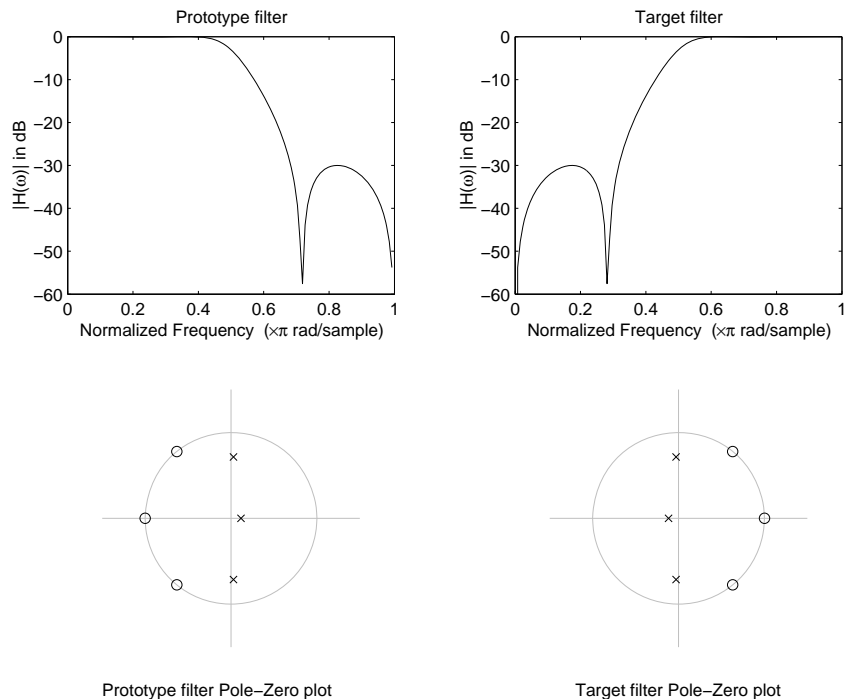 Prototype filter
0
−10
−20
−30
−40
−50
−60
|H(ω)| in dB
0 0.2 0.4 0.6 0.8 1
Normalized Frequency (×π rad/sample)
Target filter
0
−10
−20
−30
−40
−50
−60
|H(ω)| in dB
0 0.2 0.4 0.6 0.8 1
Normalized Frequency (×π rad/sample)
Prototype filter Pole−Zero plot
Target filter Pole−Zero plot